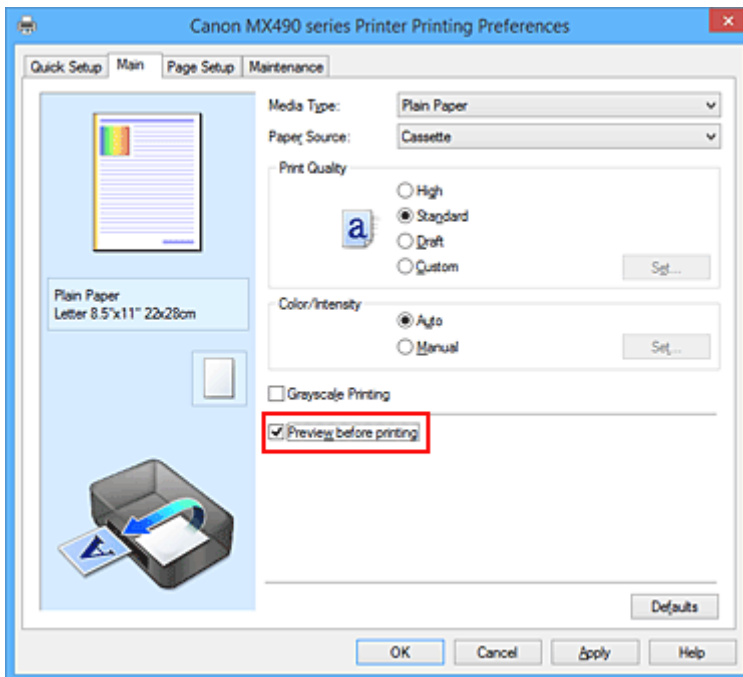 Canon MX490 series Printer Printing Preferences
Quick Setup Main Page Setup Maintenance
Media Type: Plain Paper
Paper Source: Cassette
Print Quality
High
a Standard
Draft
Custom Set...
Plain Paper
Letter 8.5"x11" 22x28cm
Color/Intensity
Auto
Manual Set...
Grayscale Printing
Preview before printing
A
Defaults
OK Cancel Apply Help